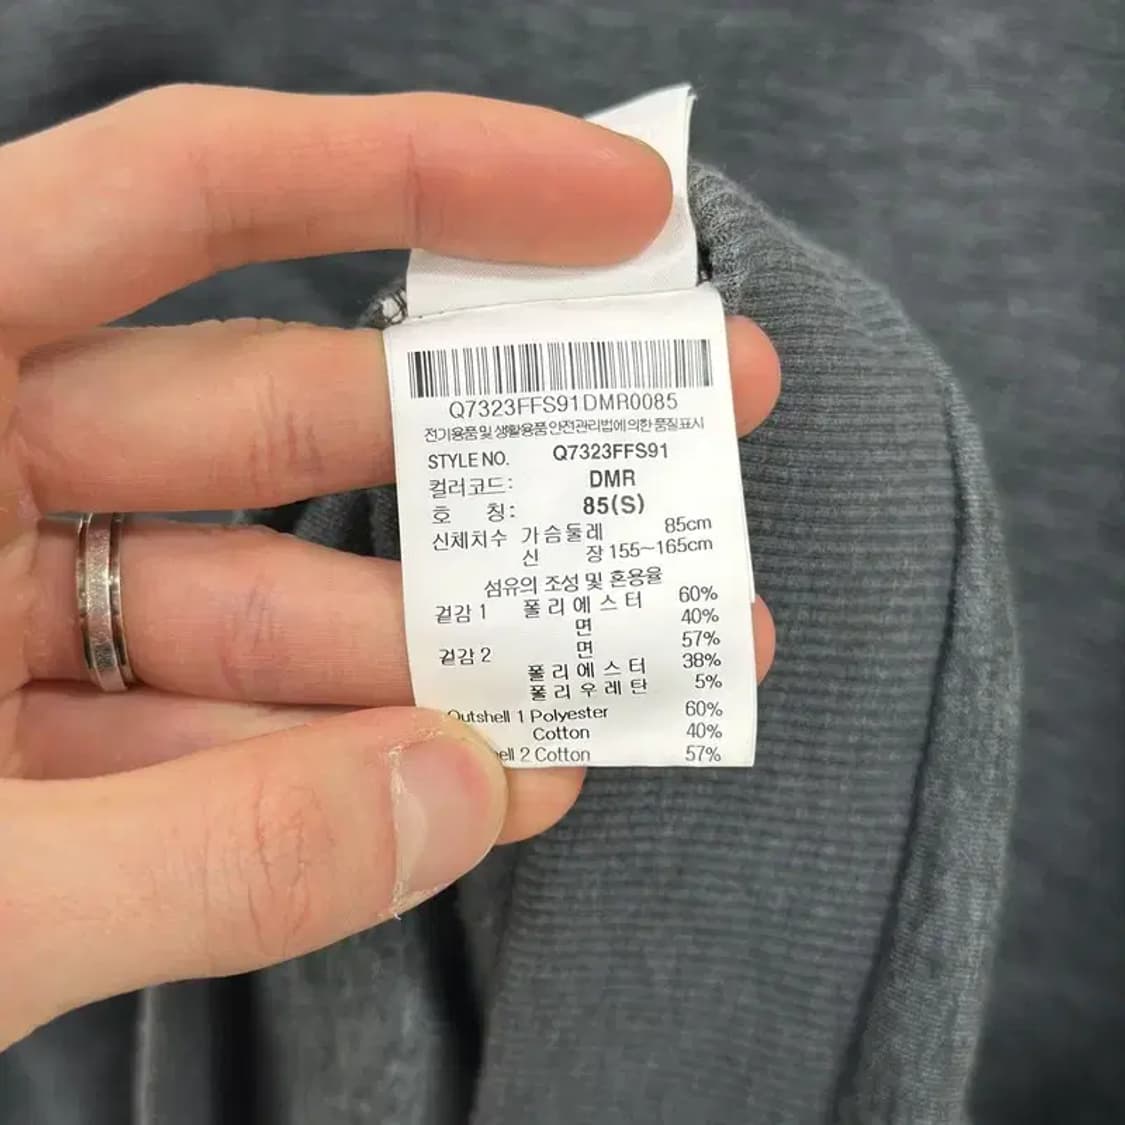 Q7323FFS91DMR0085
전기용품및 생활용품 안전관리법에 의한 품질표시
STYLE NO. Q7323FFS91
컬러코드: DMR
호 칭: 85(S)
신체치수 가슴둘레 85cm
신 장 155~165cm
섬유의 조성 및 혼용율
겉감 1 폴리에스터 60%
면 40%
겉감 2 면 57%
폴리에스터 38%
폴리우레탄 5%
Outshell 1 Polyester 60%
Cotton 40%
ell 2 Cotton 57%